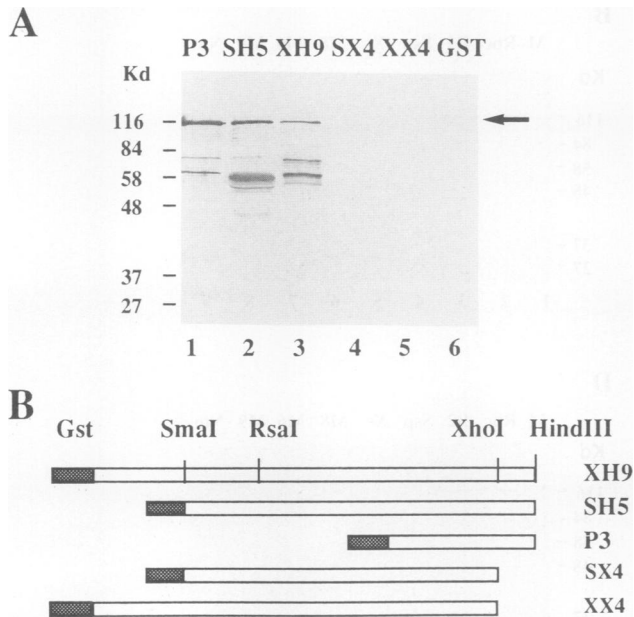 A
P3 SH5 XH9 SX4 XX4 GST
Kd
116
84
58
48
37
27
1 2 3 4 5 6
B
Gst SmaI RsaI XhoI HindIII
XH9
SH5
P3
SX4
XX4